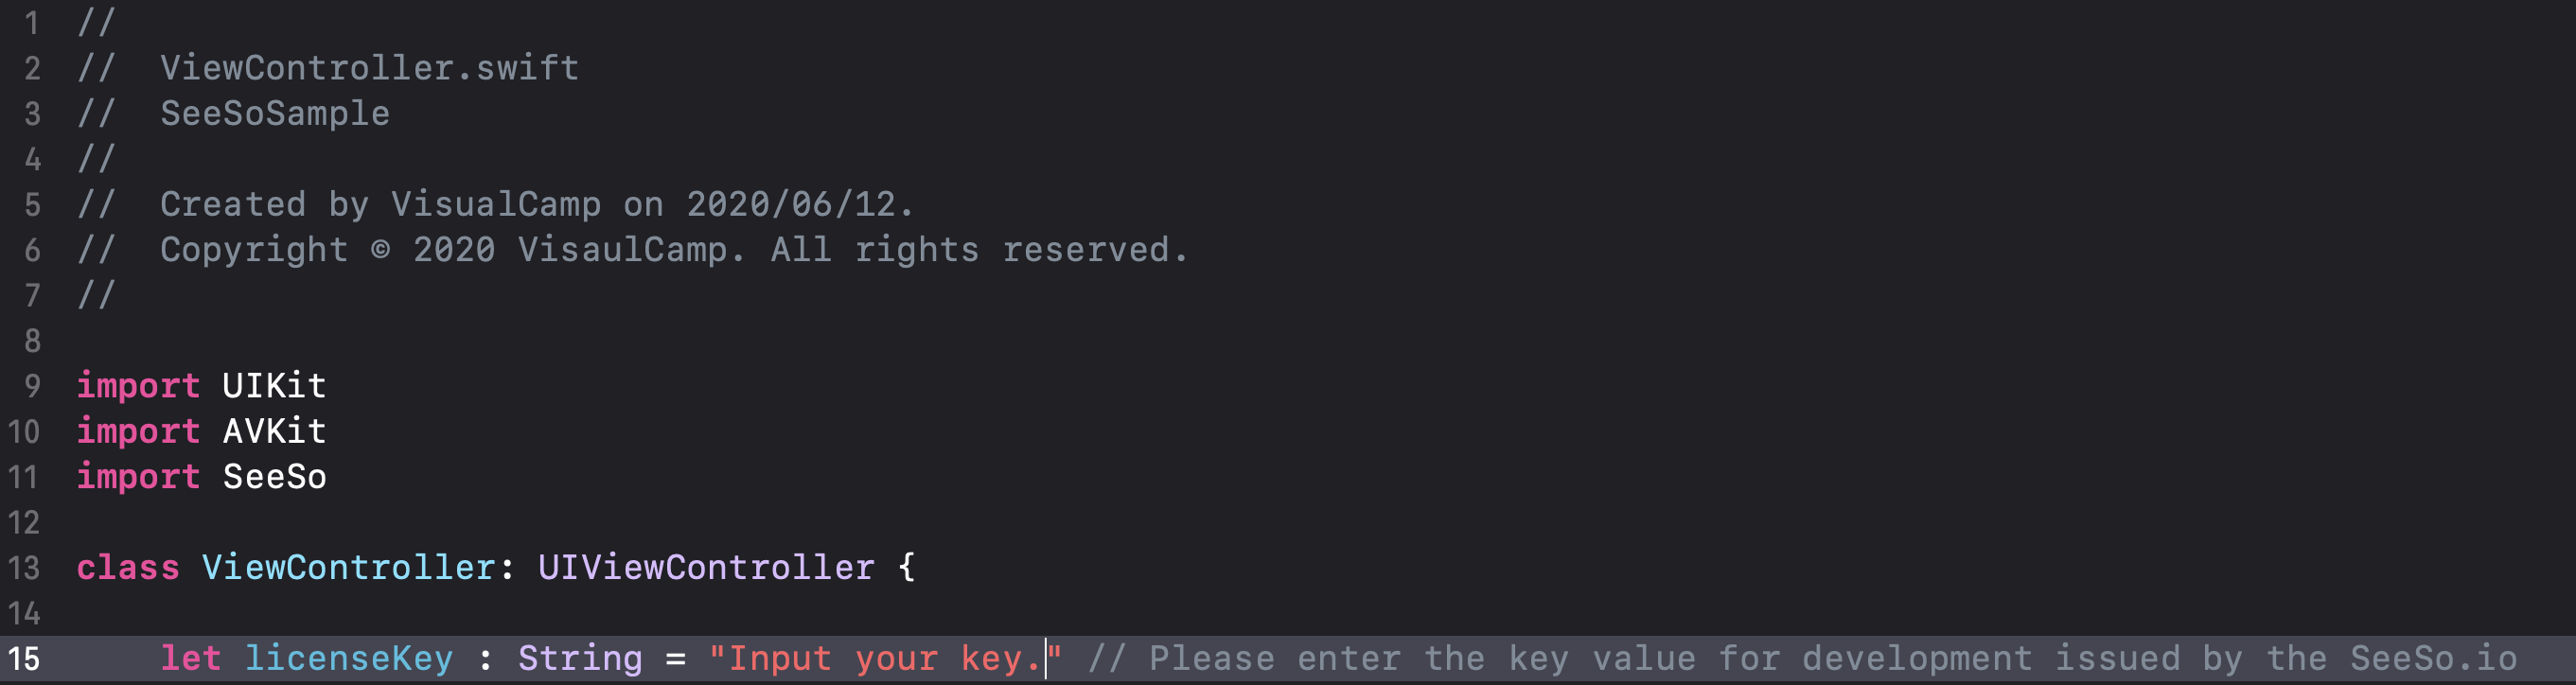 1 //
2 //  ViewController.swift
3 //  SeeSoSample
4 //
5 //  Created by VisualCamp on 2020/06/12.
6 //  Copyright © 2020 VisaulCamp. All rights reserved.
7 //
8
9 import UIKit
10 import AVKit
11 import SeeSo
12
13 class ViewController: UIViewController {
14
15     let licenseKey : String = "Input your key." // Please enter the key value for development issued by the SeeSo.io